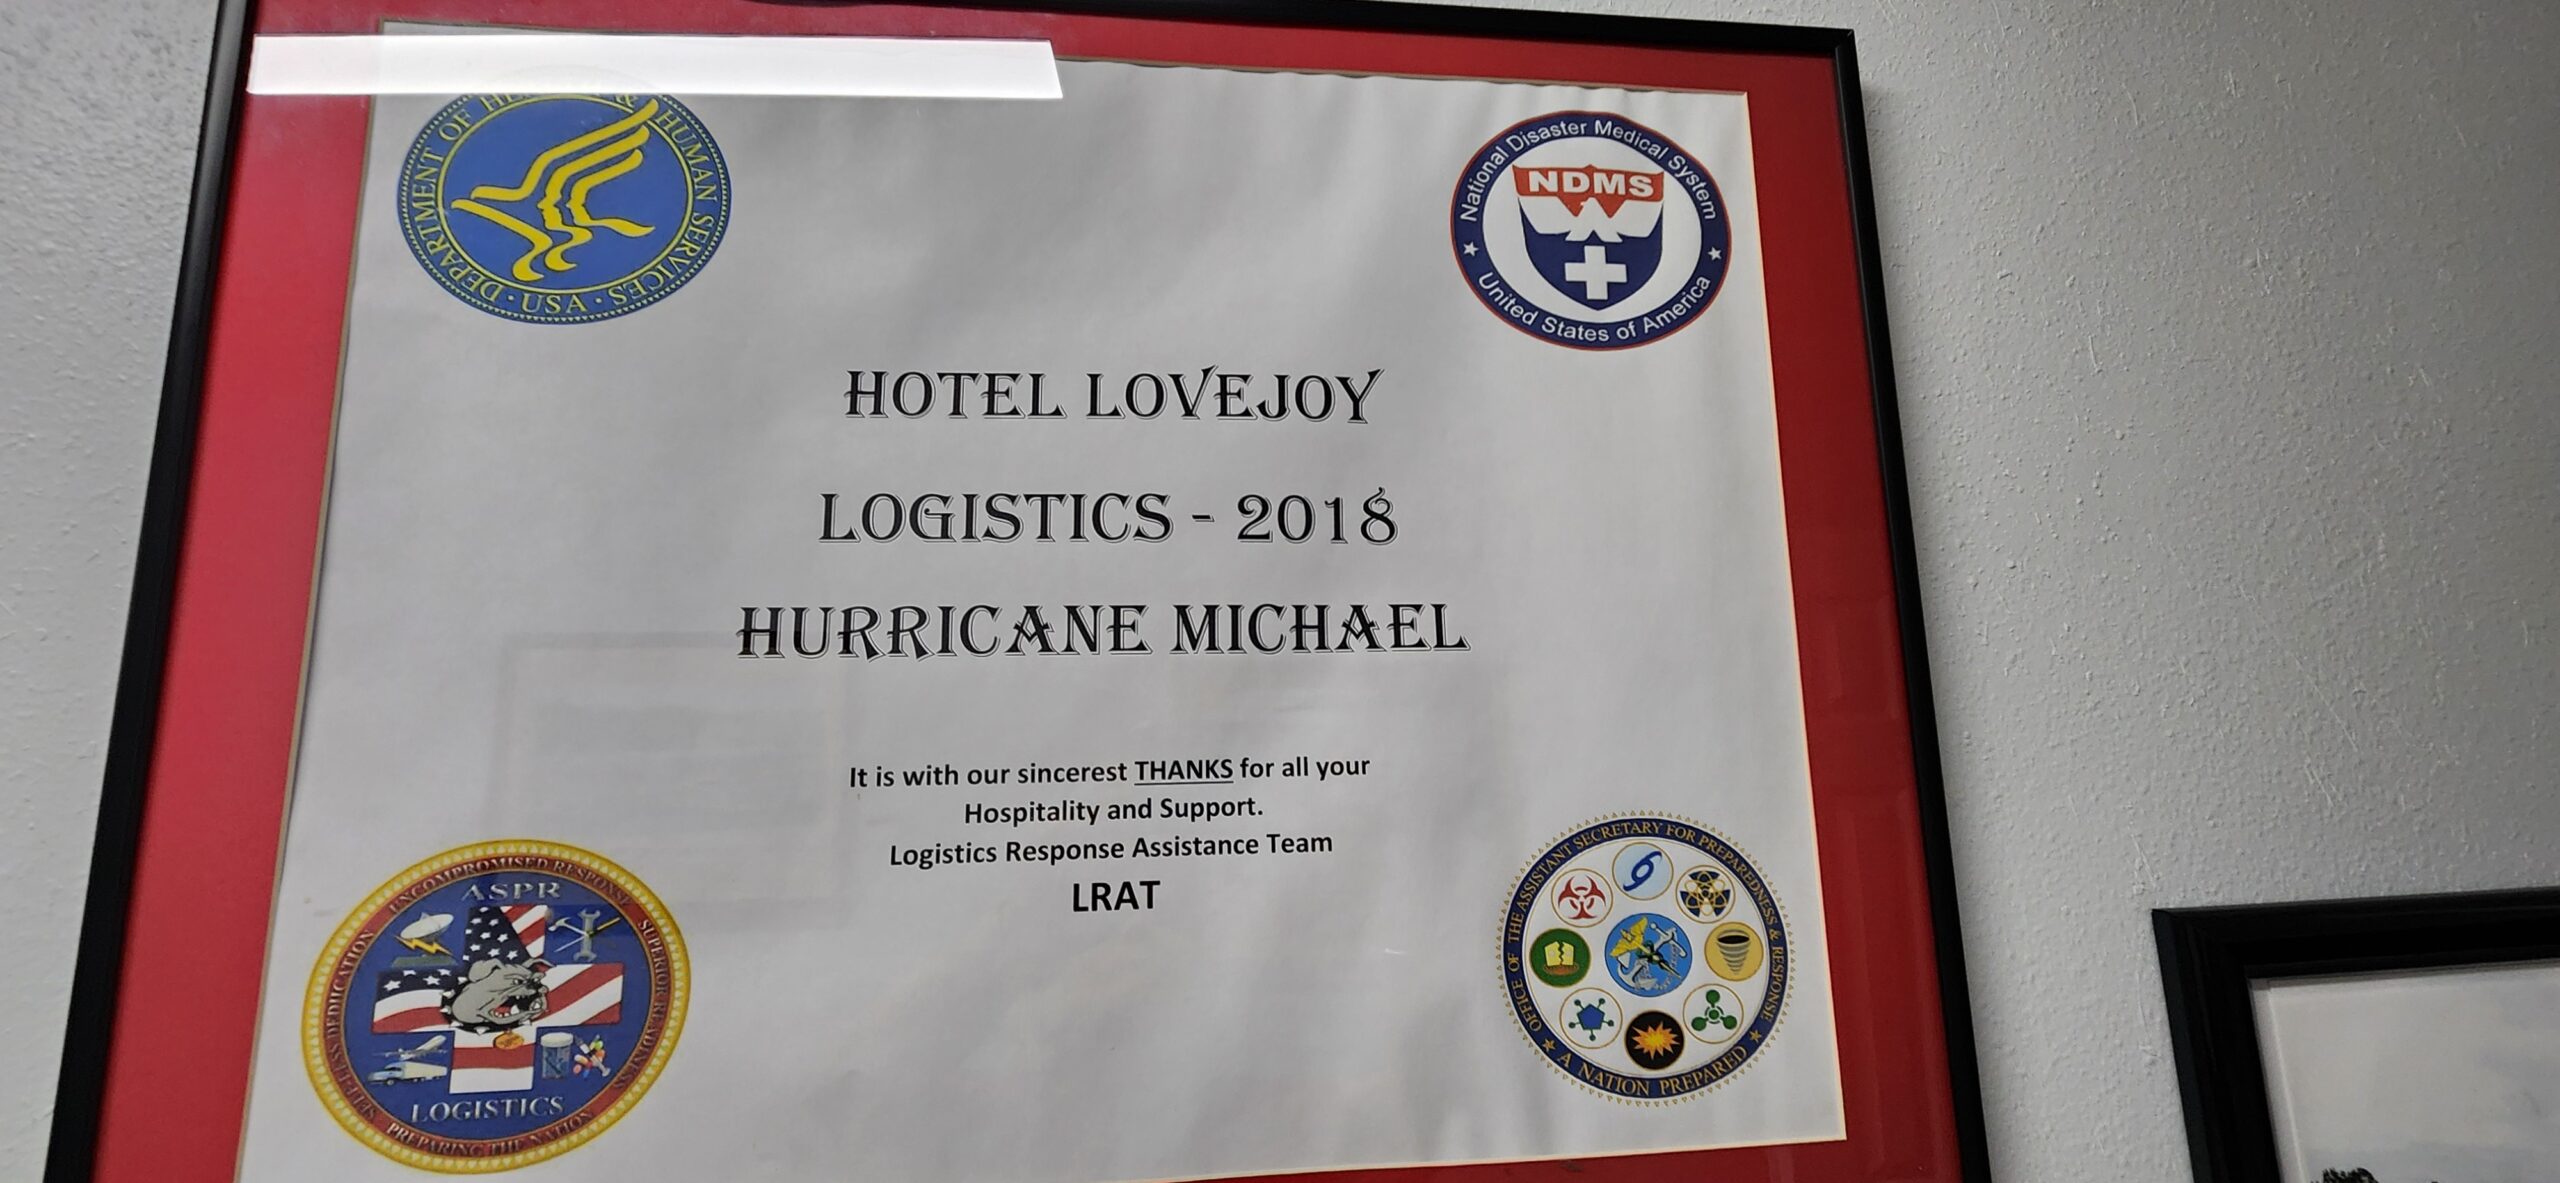 DEPARTMENT OF HEALTH & HUMAN SERVICES · USA ·
National Disaster Medical System
NDMS
United States of America
HOTEL LOVEJOY
LOGISTICS - 2018
HURRICANE MICHAEL
It is with our sincerest THANKS for all your
Hospitality and Support.
Logistics Response Assistance Team
LRAT
UNCOMPROMISED RESPONSE SUPERIOR READINESS
ASPR
LOGISTICS
SELFLESS DEDICATION
PREPARING THE NATION
OFFICE OF THE ASSISTANT SECRETARY FOR PREPAREDNESS & RESPONSE
A NATION PREPARED